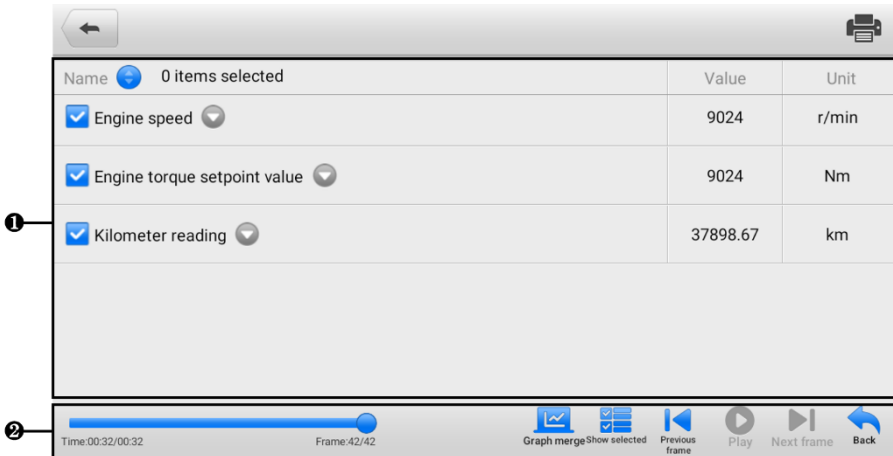 Name 0 items selected Value Unit
Engine speed 9024 r/min
Engine torque setpoint value 9024 Nm
❶
Kilometer reading 37898.67 km
❷
Time:00:32/00:32 Frame:42/42 Graph merge Show selected Previous frame Play Next frame Back